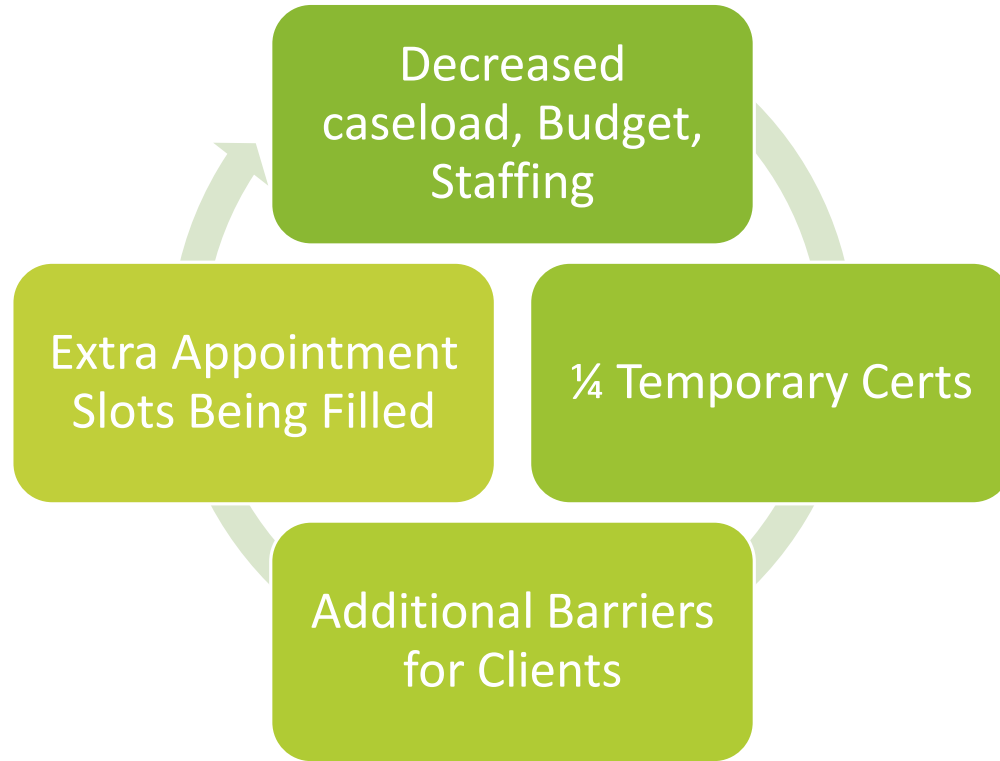 Decreased
caseload, Budget,
Staffing
¼ Temporary Certs
Additional Barriers
for Clients
Extra Appointment
Slots Being Filled